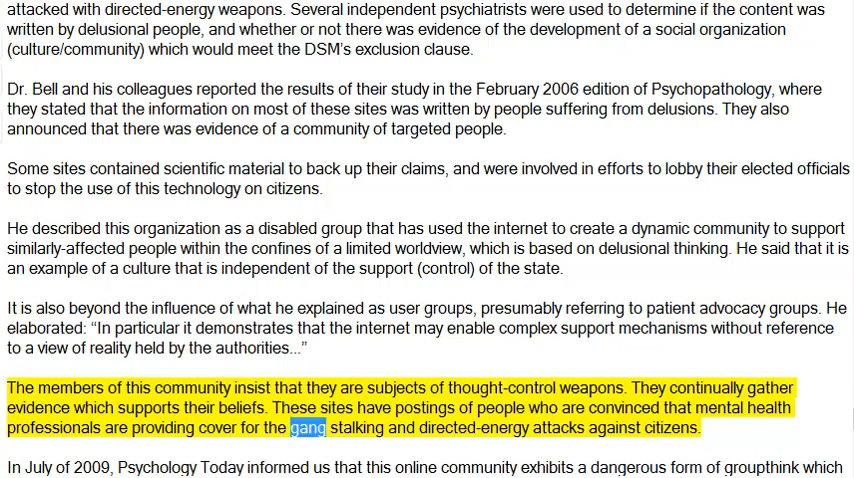 attacked with directed-energy weapons. Several independent psychiatrists were used to determine if the content was
written by delusional people, and whether or not there was evidence of the development of a social organization
(culture/community) which would meet the DSM's exclusion clause.
Dr. Bell and his colleagues reported the results of their study in the February 2006 edition of Psychopathology, where
they stated that the information on most of these sites was written by people suffering from delusions. They also
announced that there was evidence of a community of targeted people.
Some sites contained scientific material to back up their claims, and were involved in efforts to lobby their elected officials
to stop the use of this technology on citizens.
He described this organization as a disabled group that has used the internet to create a dynamic community to support
similarly-affected people within the confines of a limited worldview, which is based on delusional thinking. He said that it is
an example of a culture that is independent of the support (control) of the state.
It is also beyond the influence of what he explained as user groups, presumably referring to patient advocacy groups. He
elaborated: “In particular it demonstrates that the internet may enable complex support mechanisms without reference
to a view of reality held by the authorities...”
The members of this community insist that they are subjects of thought-control weapons. They continually gather
evidence which supports their beliefs. These sites have postings of people who are convinced that mental health
professionals are providing cover for the gang stalking and directed-energy attacks against citizens.
In July of 2009, Psychology Today informed us that this online community exhibits a dangerous form of groupthink which